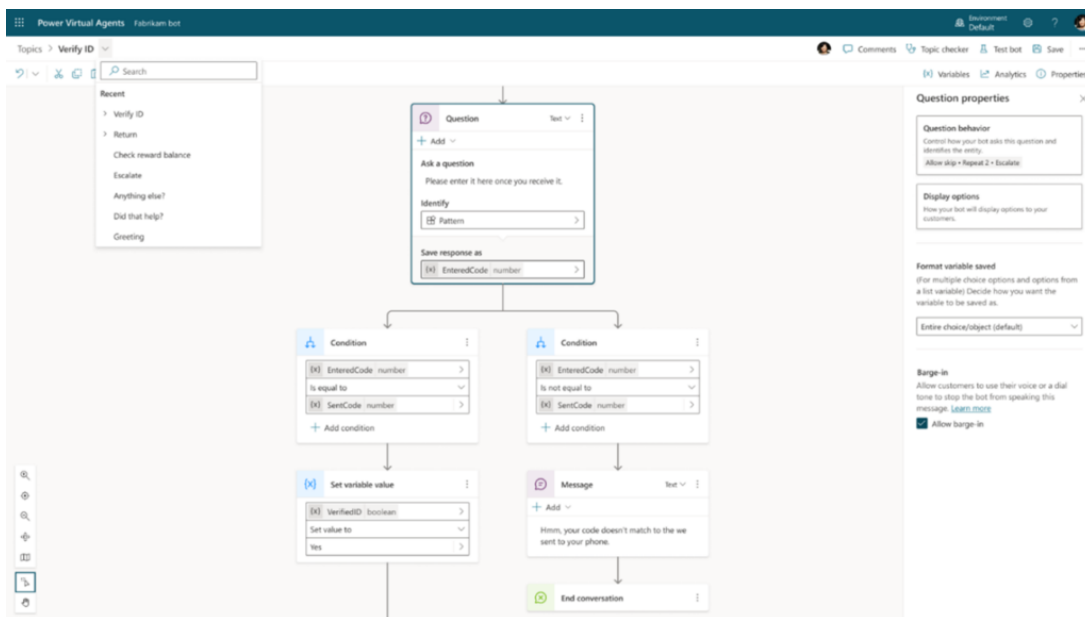 Power Virtual Agents Fabrikam bot
Environment
Default
?
Topics > Verify ID
Comments Topic checker Test bot Save ...
Search
{x} Variables Analytics Properties
Recent
Verify ID
Return
Check reward balance
Escalate
Anything else?
Did that help?
Greeting
Question Text
+ Add
Ask a question
Please enter it here once you receive it.
Identify
Pattern
Save response as
{x} EnteredCode number
Condition
{x} EnteredCode number
Is equal to
{x} SentCode number
+ Add condition
Condition
{x} EnteredCode number
Is not equal to
{x} SentCode number
+ Add condition
{x} Set variable value
{x} VerifiedID boolean
Set value to
Yes
Message Text
+ Add
Hmm, your code doesn't match to the we
sent to your phone.
End conversation
Question properties
Question behavior
Control how your bot asks this question and
identifies the entity.
Allow skip • Repeat 2 • Escalate
Display options
How your bot will display options to your
customers.
Format variable saved
(For multiple choice options and options from
a list variable) Decide how you want the
variable to be saved as.
Entire choice/object (default)
Barge-in
Allow customers to use their voice or a dial
tone to stop the bot from speaking this
message. Learn more
Allow barge-in